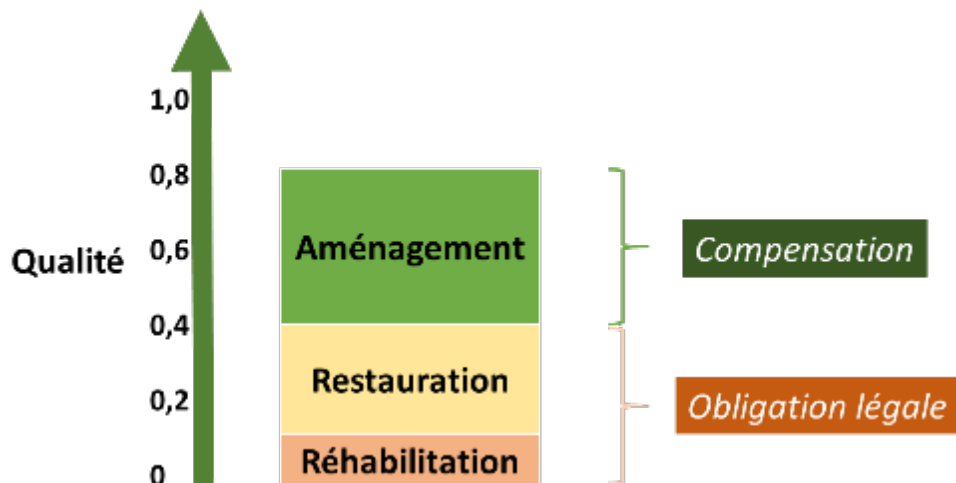 1,0
0,8
Aménagement
Qualité
0,6
Compensation
0,4
Restauration
0,2
Obligation légale
Réhabilitation
0